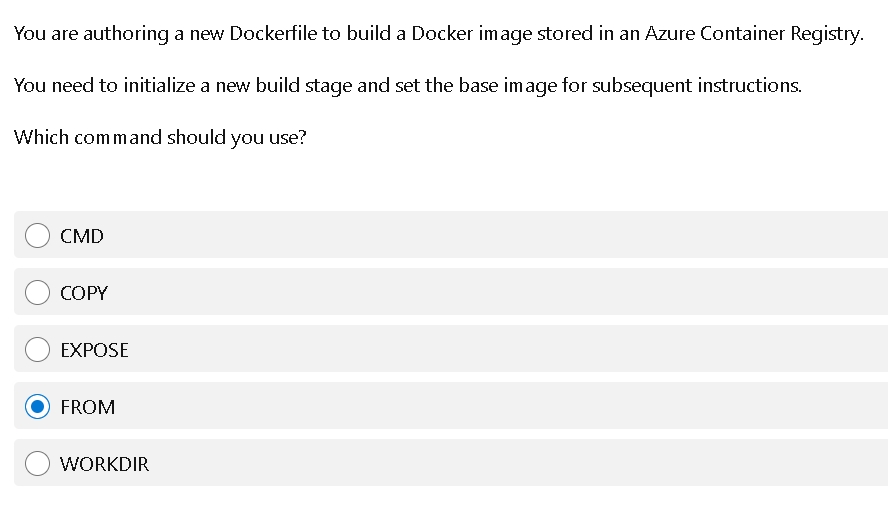 You are authoring a new Dockerfile to build a Docker image stored in an Azure Container Registry.
You need to initialize a new build stage and set the base image for subsequent instructions.
Which command should you use?
CMD
COPY
EXPOSE
FROM
WORKDIR